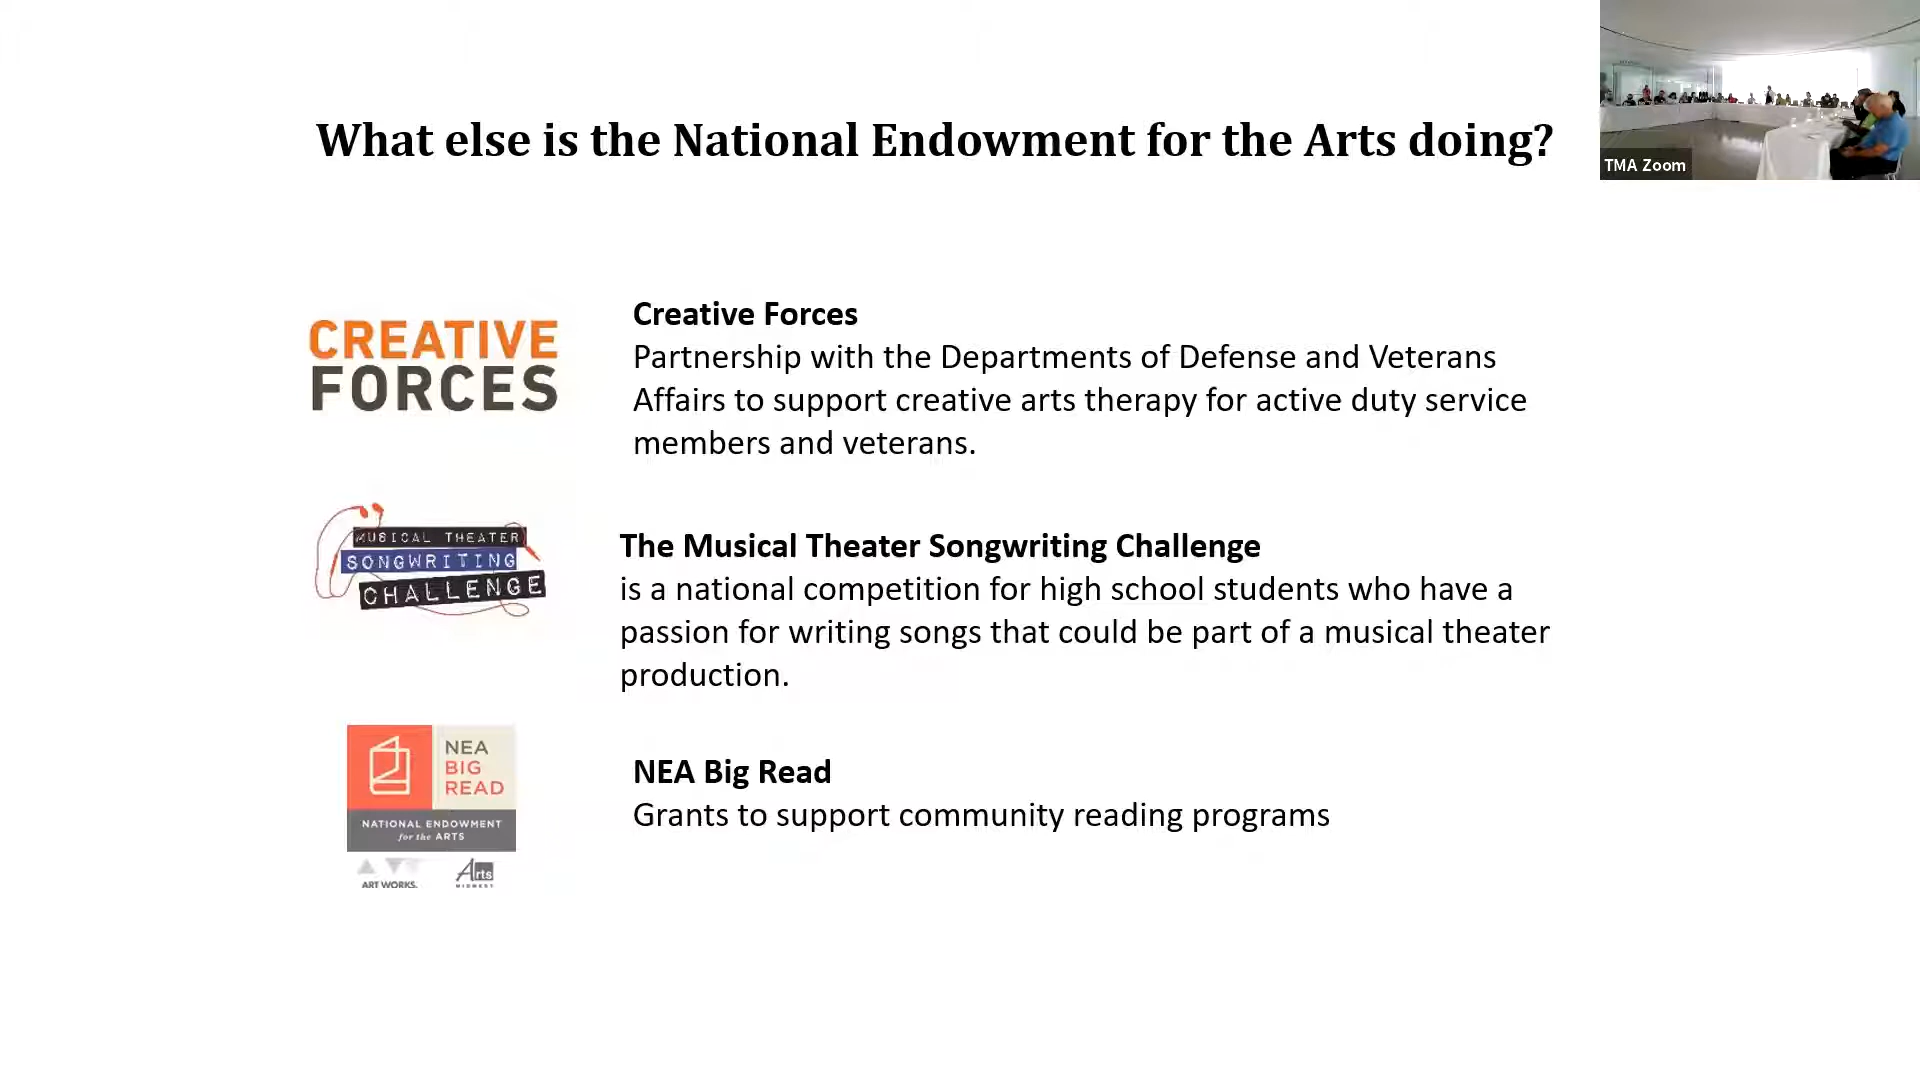 What else is the National Endowment for the Arts doing?
TMA Zoom
CREATIVE
FORCES
Creative Forces
Partnership with the Departments of Defense and Veterans
Affairs to support creative arts therapy for active duty service
members and veterans.
MUSICAL THEATER
SONGWRITING
CHALLENGE
The Musical Theater Songwriting Challenge
is a national competition for high school students who have a
passion for writing songs that could be part of a musical theater
production.
NEA
BIG
READ
NATIONAL ENDOWMENT
for the ARTS
ART WORKS.
Arts
MIDWEST
NEA Big Read
Grants to support community reading programs